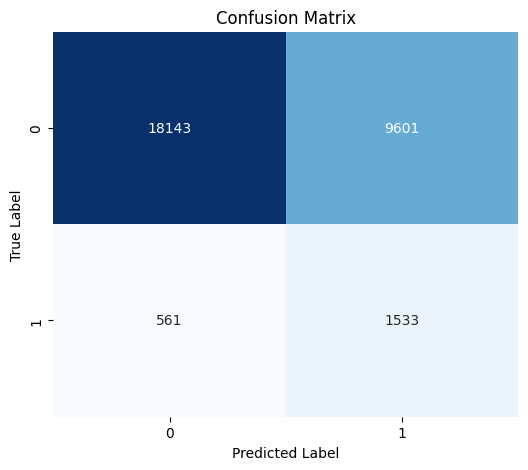 Confusion Matrix
True Label
0
18143 9601
1
561 1533
0 1
Predicted Label